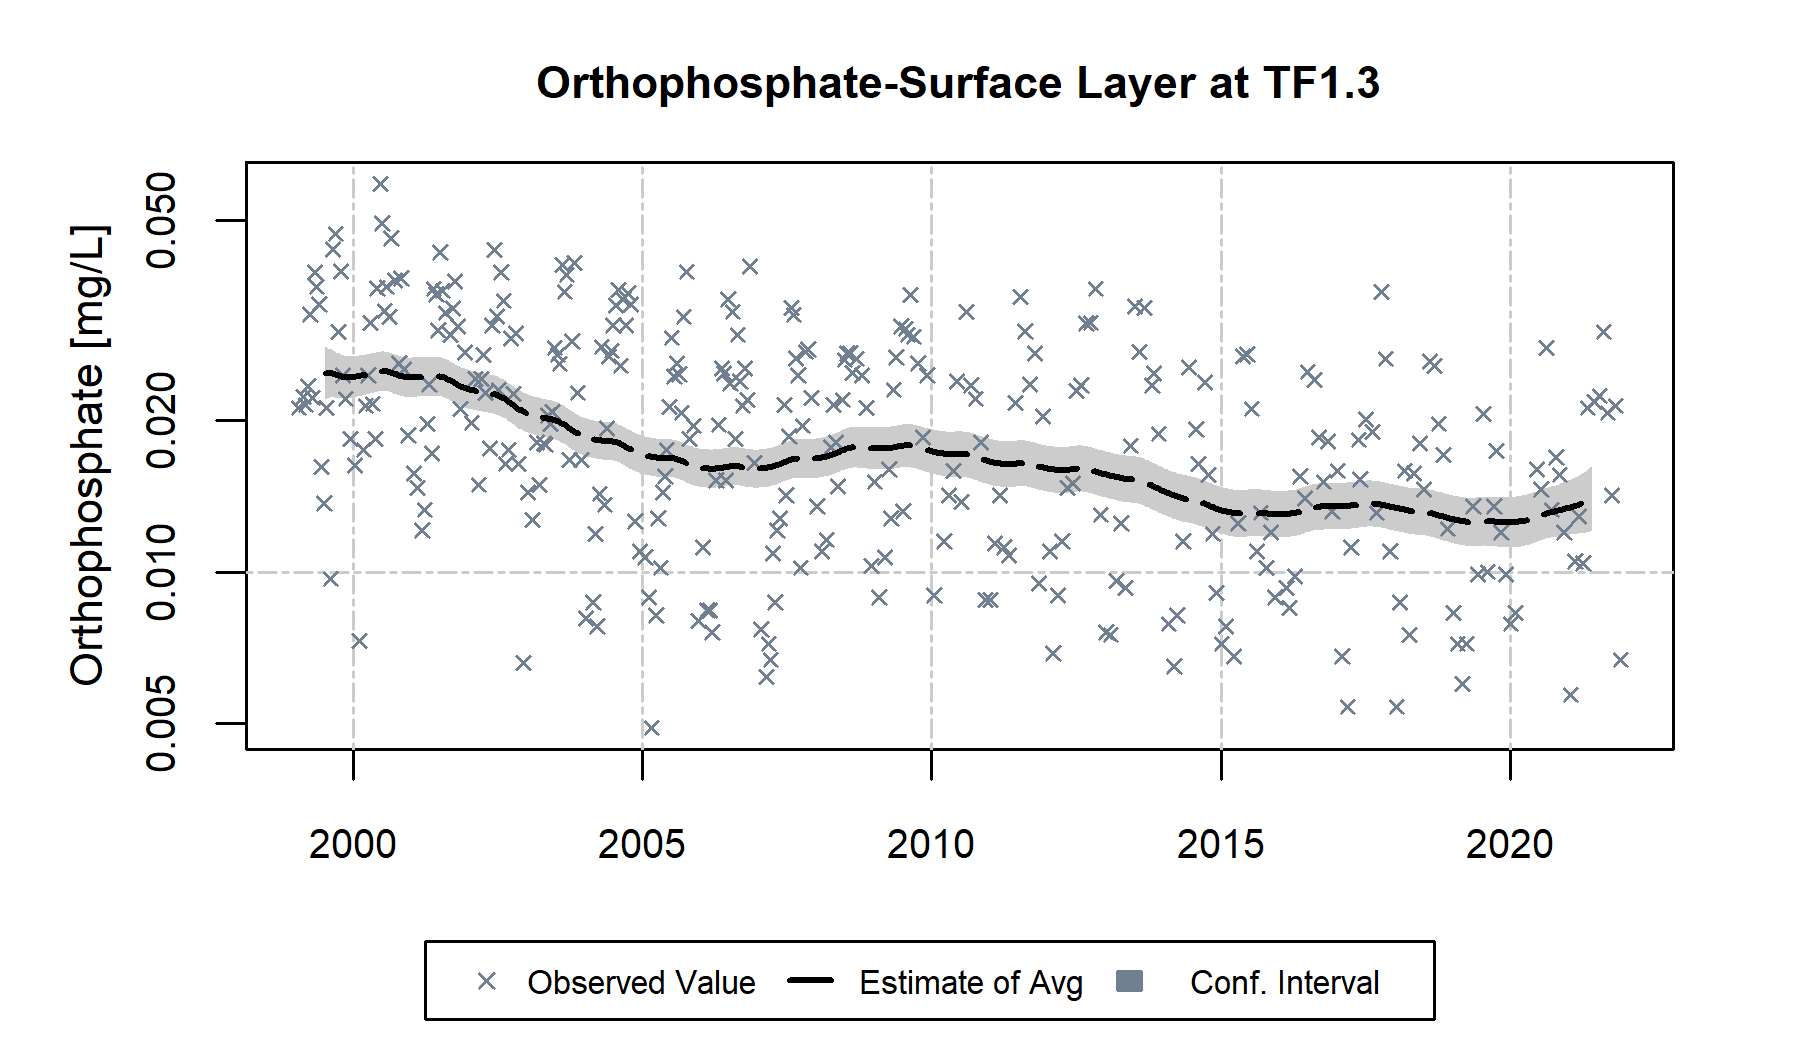 Orthophosphate-Surface Layer at TF1.3
Orthophosphate [mg/L]
0.050
0.020
0.010
0.005
2000 2005 2010 2015 2020
Observed Value Estimate of Avg Conf. Interval